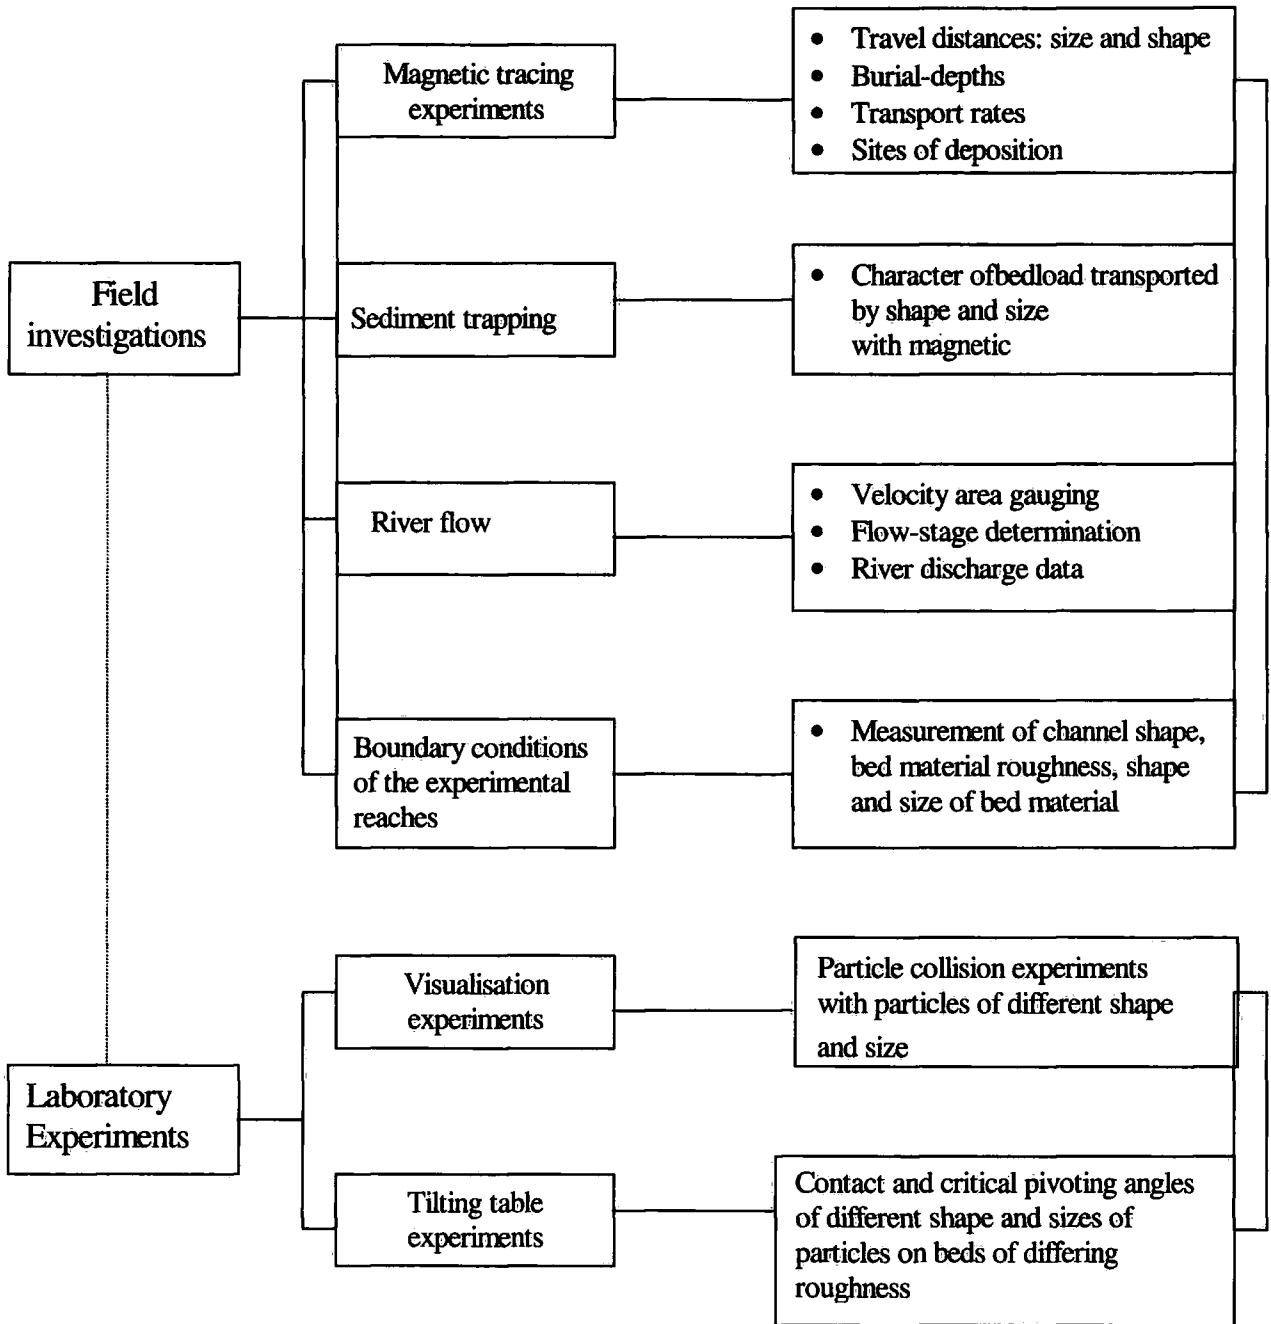 Magnetic tracing
experiments
• Travel distances: size and shape
• Burial-depths
• Transport rates
• Sites of deposition
Field
investigations
Sediment trapping
• Character ofbedload transported
by shape and size
with magnetic
River flow
• Velocity area gauging
• Flow-stage determination
• River discharge data
Boundary conditions
of the experimental
reaches
• Measurement of channel shape,
bed material roughness, shape
and size of bed material
Laboratory
Experiments
Visualisation
experiments
Particle collision experiments
with particles of different shape
and size
Tilting table
experiments
Contact and critical pivoting angles
of different shape and sizes of
particles on beds of differing
roughness